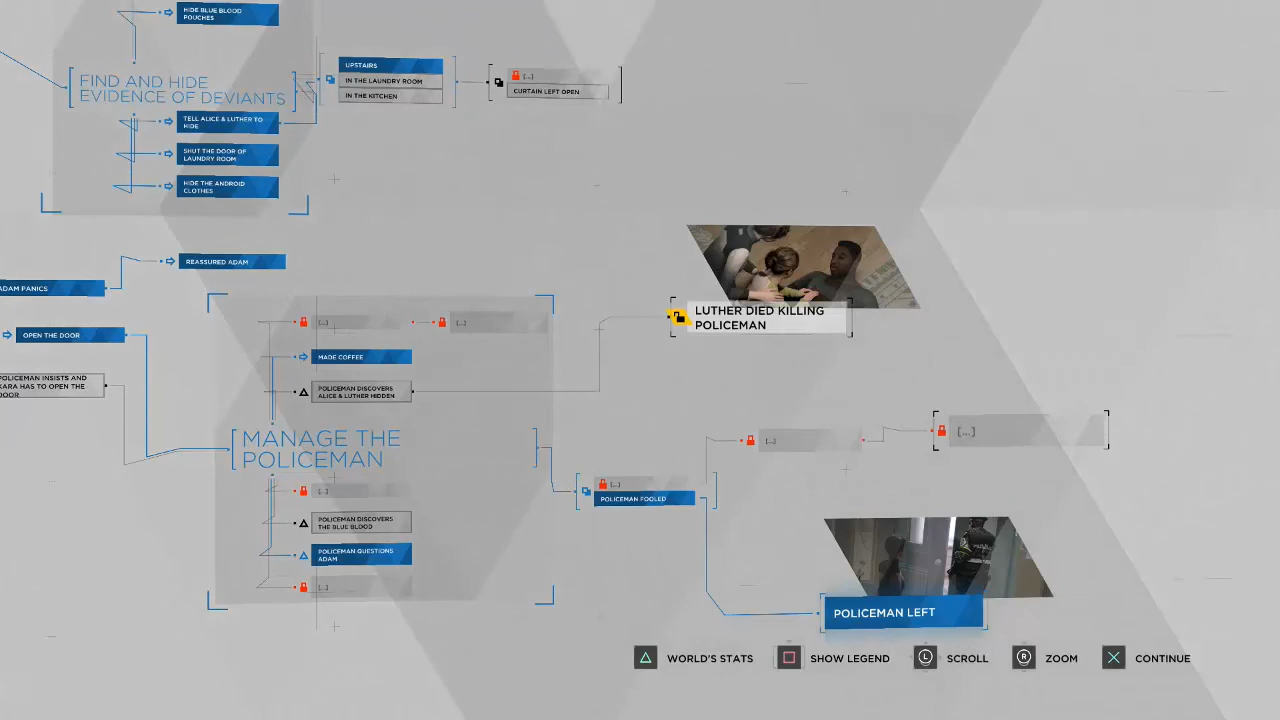 HIDE BLUE BLOOD
POUCHES
FIND AND HIDE
EVIDENCE OF DEVIANTS
UPSTAIRS
IN THE LAUNDRY ROOM
IN THE KITCHEN
[...]
CURTAIN LEFT OPEN
TELL ALICE & LUTHER TO
HIDE
SHUT THE DOOR OF
LAUNDRY ROOM
HIDE THE ANDROID
CLOTHES
REASSURED ADAM
ADAM PANICS
OPEN THE DOOR
POLICEMAN INSISTS AND
KARA HAS TO OPEN THE
DOOR
[...]
[...]
MADE COFFEE
POLICEMAN DISCOVERS
ALICE & LUTHER HIDDEN
LUTHER DIED KILLING
POLICEMAN
MANAGE THE
POLICEMAN
[...]
POLICEMAN FOOLED
[...]
[...]
[...]
POLICEMAN DISCOVERS
THE BLUE BLOOD
POLICEMAN QUESTIONS
ADAM
[...]
POLICEMAN LEFT
WORLD'S STATS
SHOW LEGEND
L
SCROLL
R
ZOOM
CONTINUE